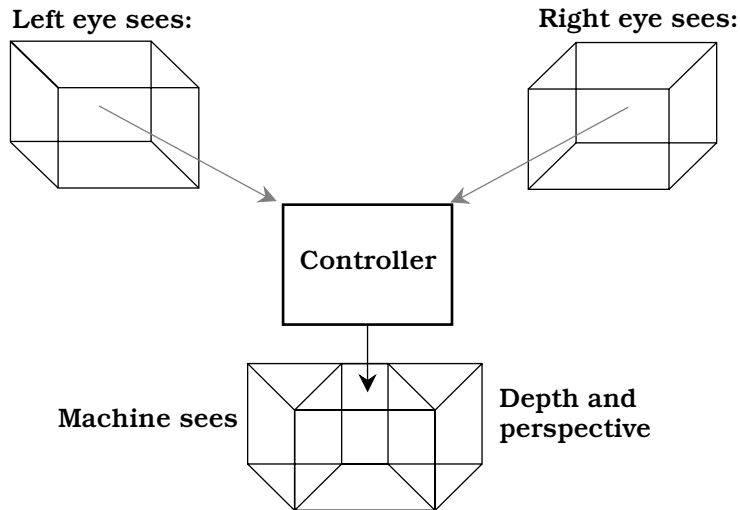 Left eye sees:
Right eye sees:
Controller
Machine sees
Depth and
perspective